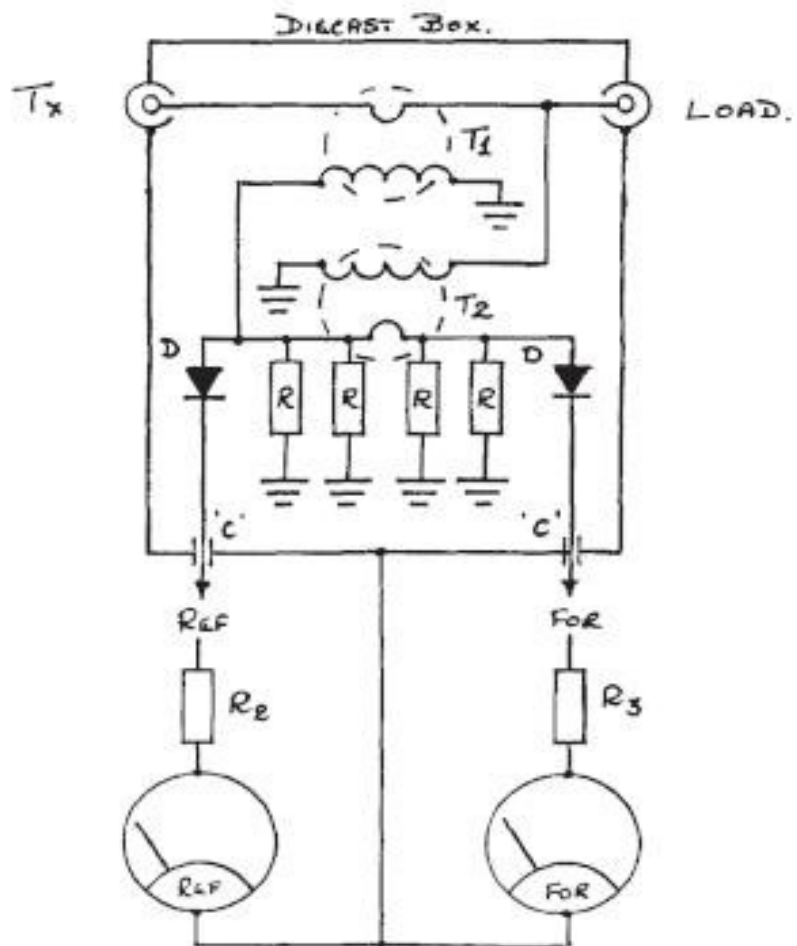 DIECAST BOX.
Tx
LOAD.
T1
T2
D
D
R
R
R
R
'C'
'C'
REF
FOR
R2
R3
REF
FOR